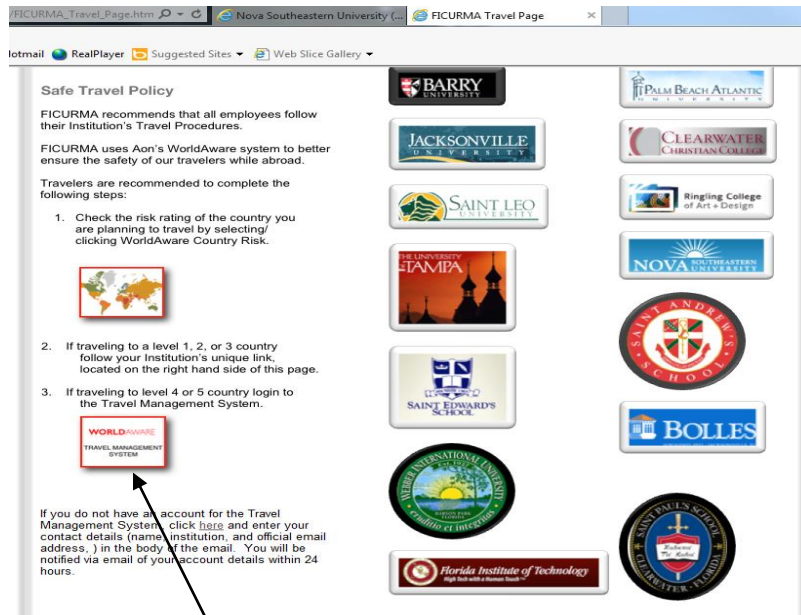 /FICURMA_Travel_Page.htm
Nova Southeastern University (...
FICURMA Travel Page
lotmail
RealPlayer
Suggested Sites
Web Slice Gallery
Safe Travel Policy
FICURMA recommends that all employees follow
their Institution's Travel Procedures.
FICURMA uses Aon's WorldAware system to better
ensure the safety of our travelers while abroad.
Travelers are recommended to complete the
following steps:
1. Check the risk rating of the country you
are planning to travel by selecting/
clicking WorldAware Country Risk.
2. If traveling to a level 1, 2, or 3 country
follow your Institution's unique link,
located on the right hand side of this page.
3. If traveling to level 4 or 5 country login to
the Travel Management System.
WORLDAWARE
TRAVEL MANAGEMENT
SYSTEM
If you do not have an account for the Travel
Management System, click here and enter your
contact details (name, institution, and official email
address, ) in the body of the email. You will be
notified via email of your account details within 24
hours.
BARRY
UNIVERSITY
JACKSONVILLE
UNIVERSITY
SAINT LEO
UNIVERSITY
THE UNIVERSITY
OF TAMPA
SAINT EDWARD'S
SCHOOL
WEBBER INTERNATIONAL UNIVERSITY
Est. 1927
BABSON PARK
FLORIDA
eruditio et integritas
Florida Institute of Technology
High Tech with a Human Touch™
PALM BEACH ATLANTIC
UNIVERSITY
CLEARWATER
CHRISTIAN COLLEGE
Ringling College
of Art + Design
NOVA SOUTHEASTERN
UNIVERSITY
SAINT ANDREW'S
SCHOOL
BOLLES
SAINT PAUL'S SCHOOL
CLEARWATER · FLORIDA